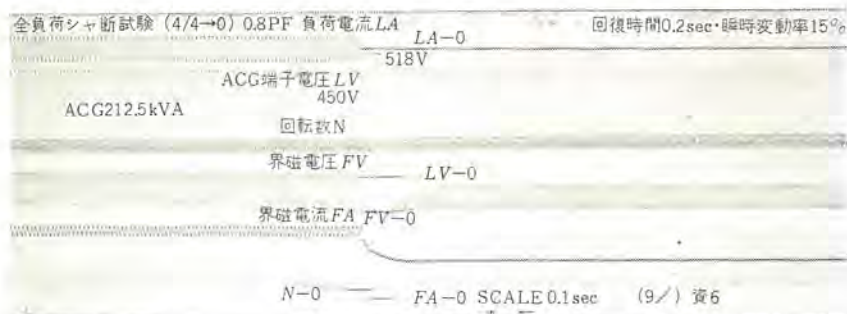 全負荷シャ断試験 (4/4→0) 0.8PF 負荷電流LA
LA-0
回復時間0.2sec・瞬時変動率15%
518V
ACG端子電圧LV
450V
ACG212.5kVA
回転数N
界磁電圧FV
LV-0
界磁電流FA FV-0
N-0
FA-0 SCALE 0.1sec (9/) 資6